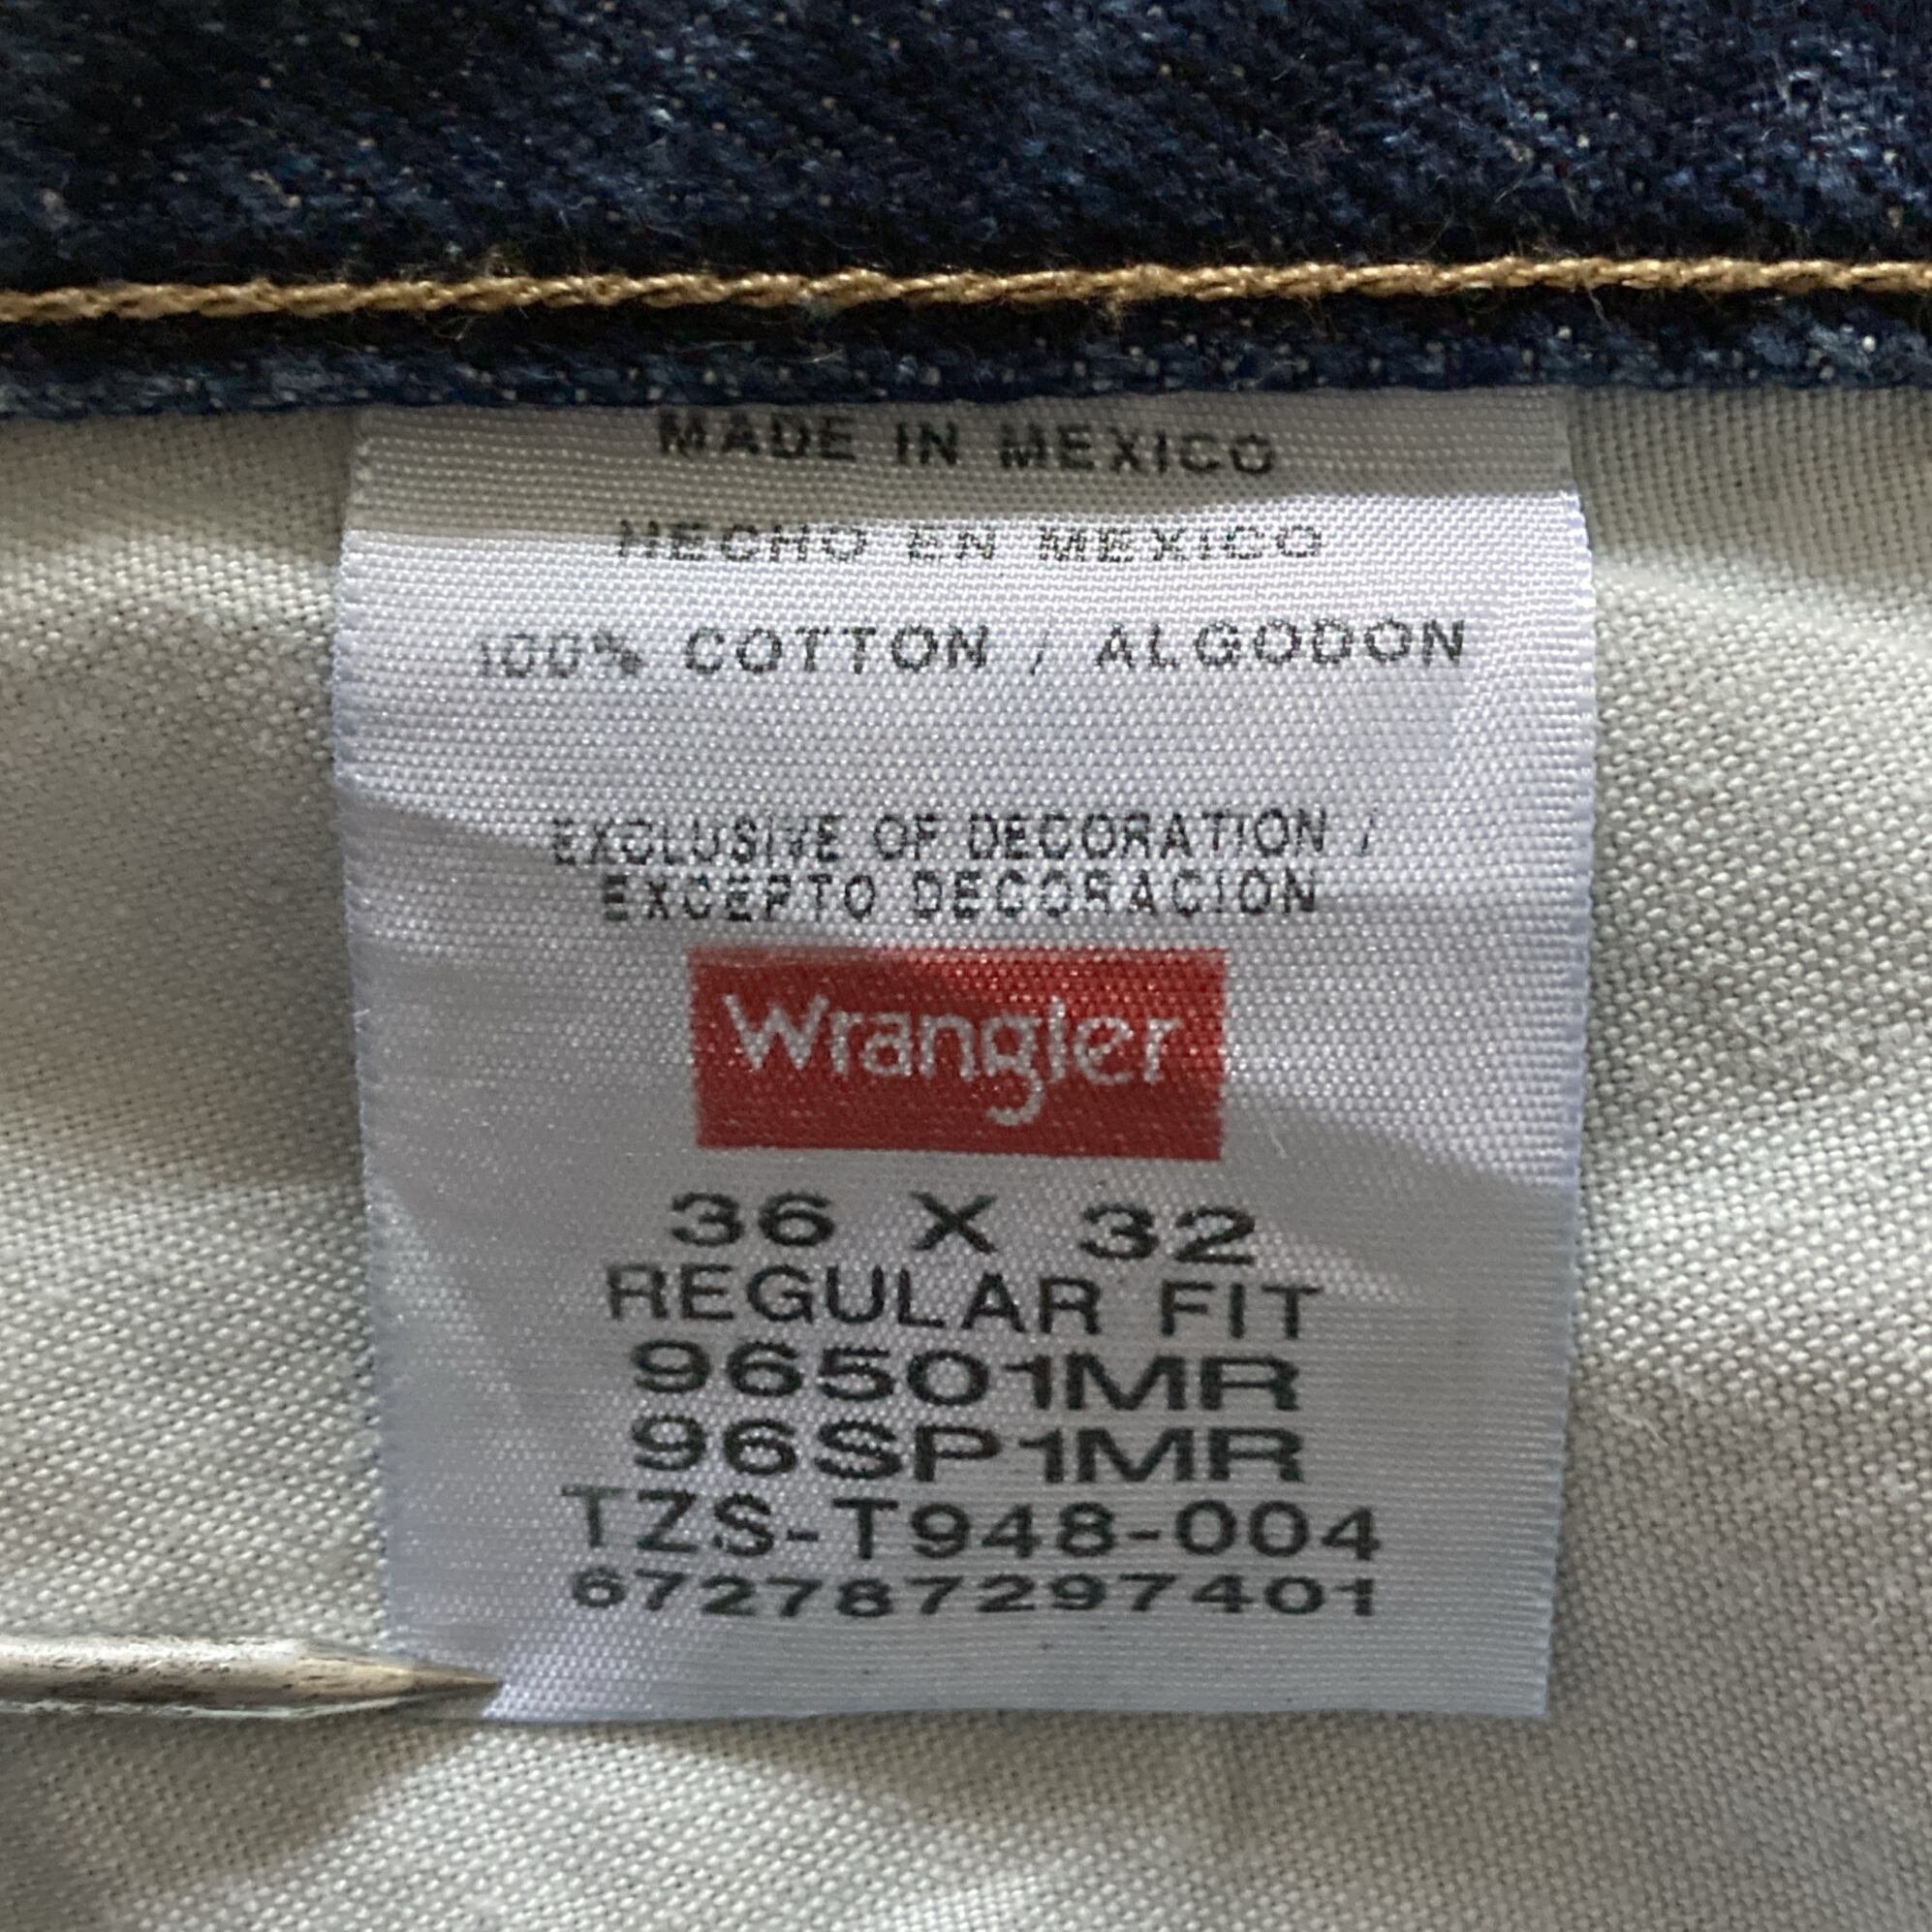 MADE IN MEXICO
HECHO EN MEXICO
100% COTTON / ALGODON
EXCLUSIVE OF DECORATION /
EXCEPTO DECORACION
Wrangler
36 X 32
REGULAR FIT
96501MR
96SP1MR
TZS-T948-004
672787297401